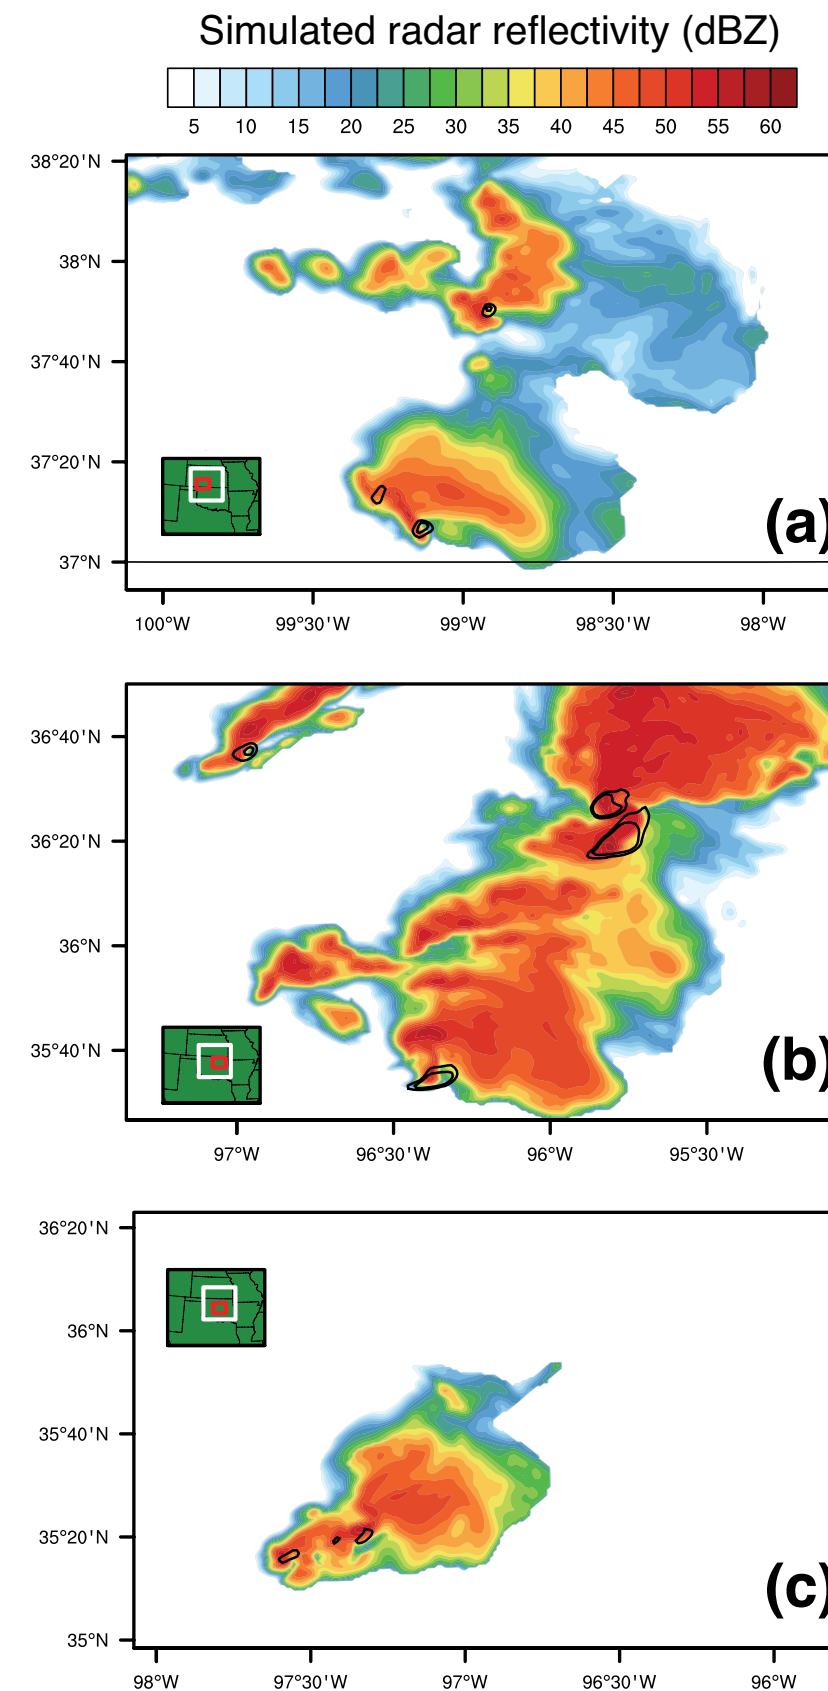 Simulated radar reflectivity (dBZ)
5 10 15 20 25 30 35 40 45 50 55 60
38°20'N
38°N
37°40'N
37°20'N
37°N
(a)
100°W 99°30'W 99°W 98°30'W 98°W
36°40'N
36°20'N
36°N
35°40'N
(b)
97°W 96°30'W 96°W 95°30'W
36°20'N
36°N
35°40'N
35°20'N
35°N
(c)
98°W 97°30'W 97°W 96°30'W 96°W